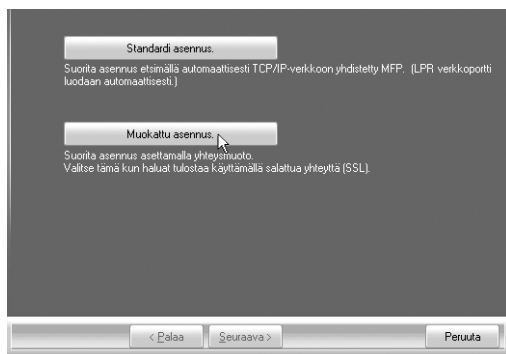 Standardi asennus.
Suorita asennus etsimällä automaattisesti TCP/IP-verkkoon yhdistetty MFP. (LPR verkkoportti
luodaan automaattisesti.)
Muokattu asennus.
Suorita asennus asettamalla yhteysmuoto.
Valitse tämä kun haluat tulostaa käyttämällä salattua yhteyttä (SSL).
< Palaa
Seuraava >
Peruuta